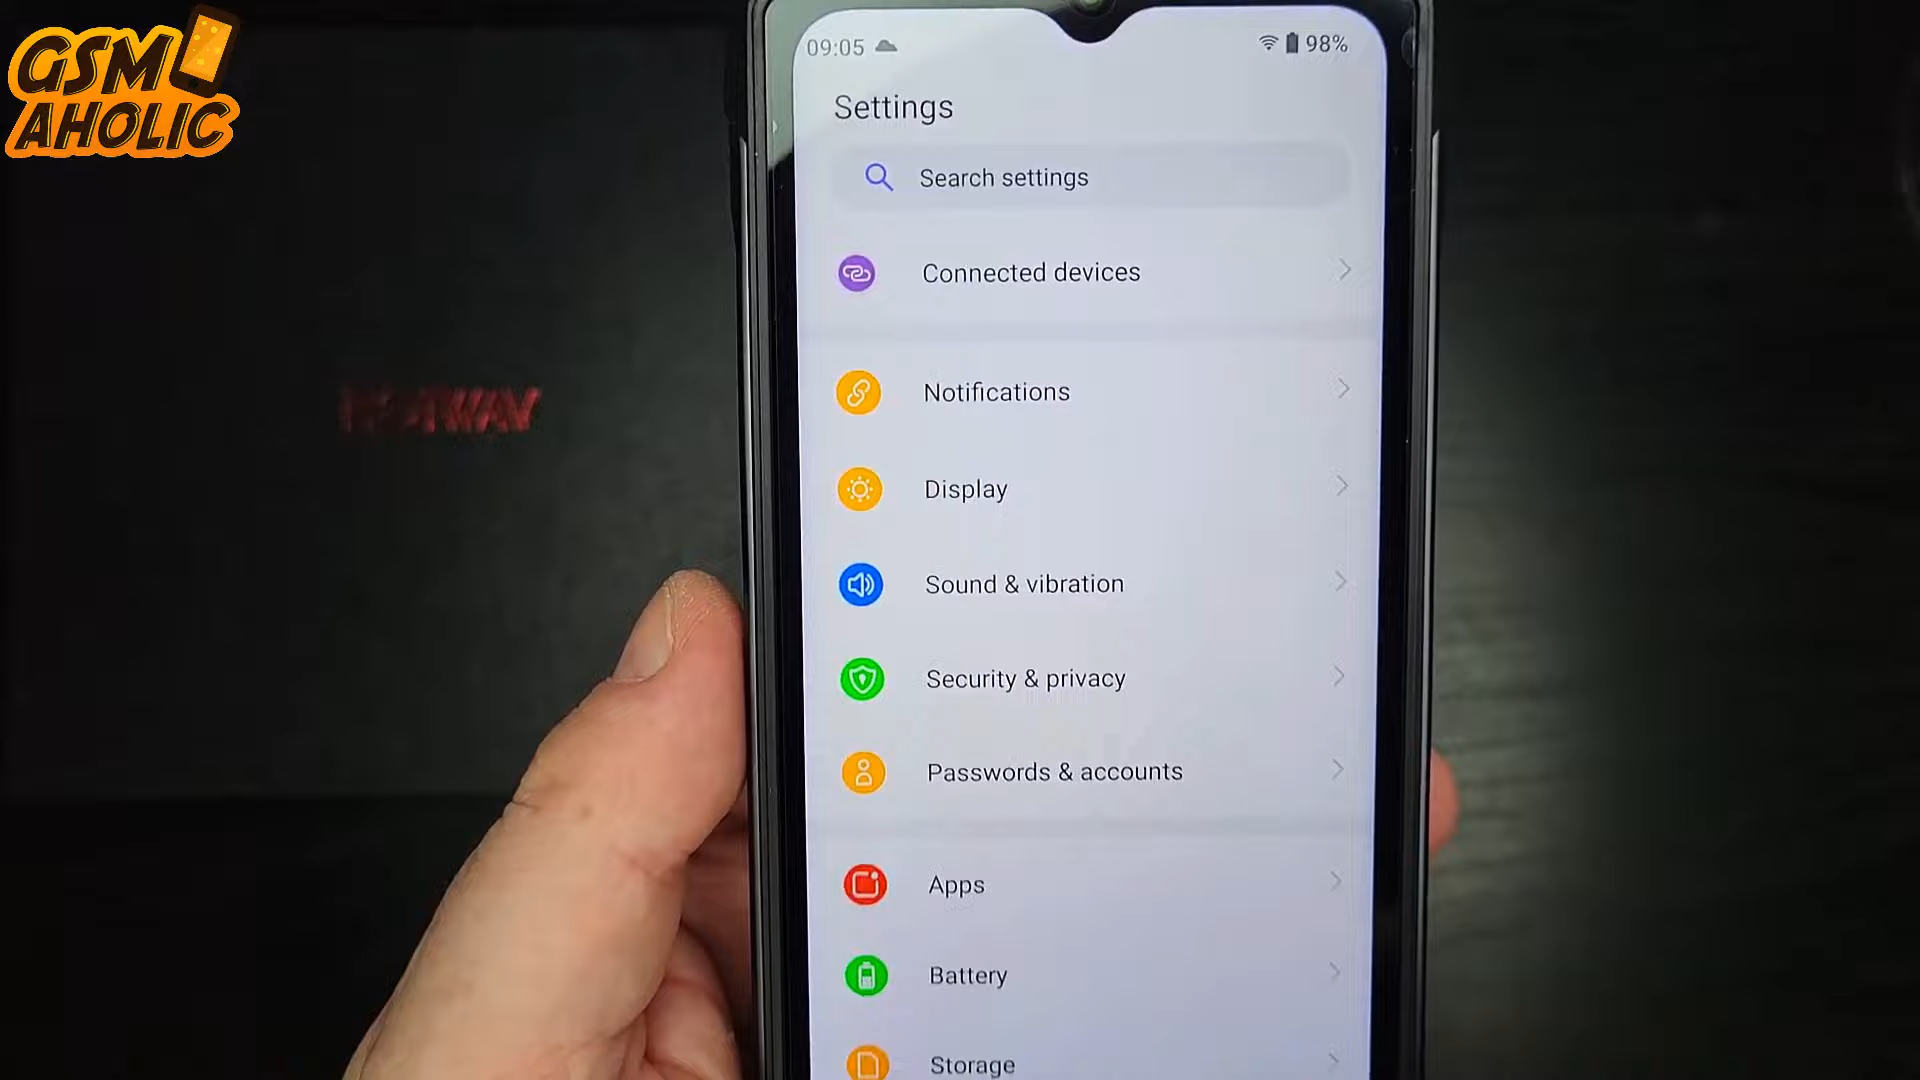 GSM
AHOLIC
09:05
98%
Settings
Search settings
Connected devices
Notifications
Display
Sound & vibration
Security & privacy
Passwords & accounts
Apps
Battery
Storage